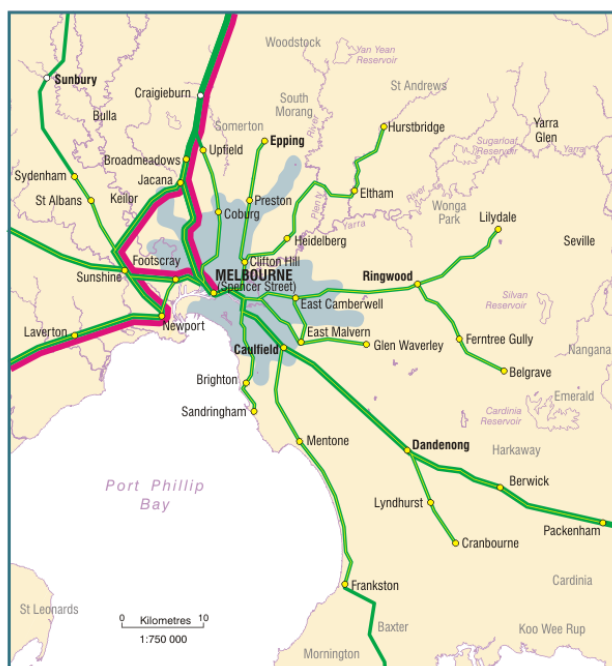 Woodstock
Yan Yean
Reservoir
Sunbury
Craigieburn
St Andrews
South
Morang
Bulla
Somerton
Hurstbridge
Yarra
Glen
Sugarloaf
Reservoir
Yarra
Epping
River
Upfield
Broadmeadows
Jacana
Sydenham
St Albans
Keilor
Preston
Coburg
Eltham
Plenty
River
Yarra
Wonga
Park
Lilydale
Seville
Heidelberg
Clifton Hill
Footscray
Sunshine
MELBOURNE
(Spencer Street)
Ringwood
East Camberwell
Silvan
Reservoir
Newport
Laverton
East Malvern
Caulfield
Glen Waverley
Ferntree Gully
Nangana
Belgrave
Brighton
Sandringham
Emerald
Cardinia
Reservoir
Mentone
Dandenong
Harkaway
Berwick
Port Phillip
Bay
Lyndhurst
Packenham
Cranbourne
Frankston
Cardinia
St Leonards
0 Kilometres 10
1:750 000
Baxter
Koo Wee Rup
Mornington